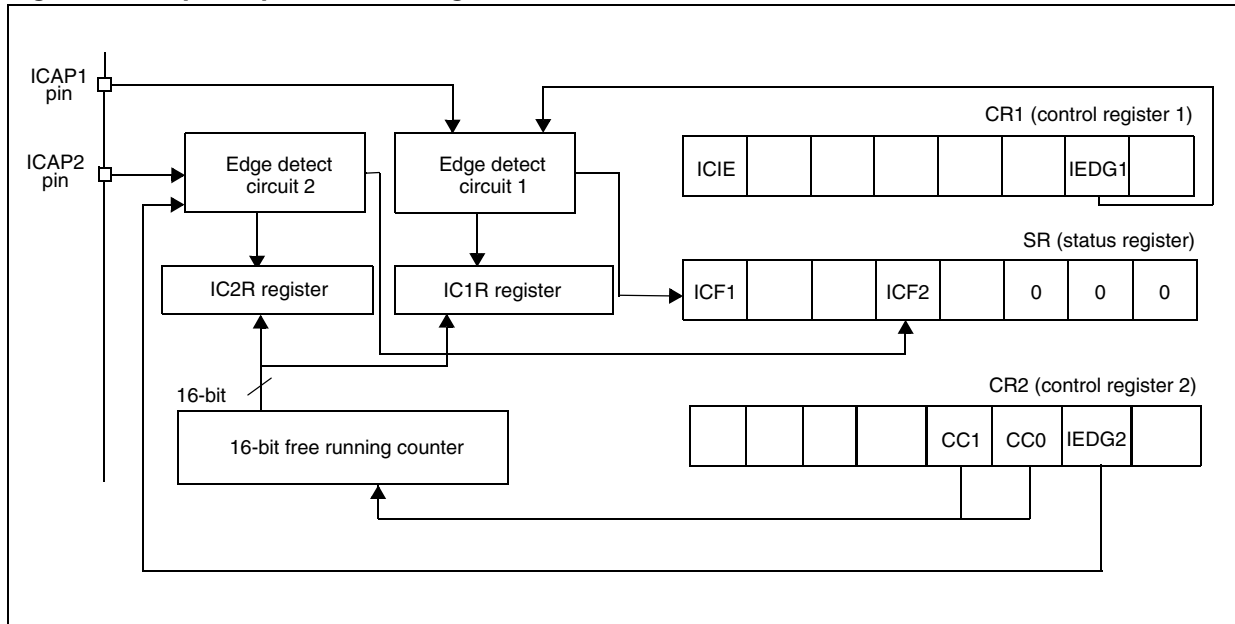 ICAP1
pin
ICAP2
pin
Edge detect
circuit 2
Edge detect
circuit 1
CR1 (control register 1)
ICIE IEDG1
SR (status register)
IC2R register
IC1R register
ICF1 ICF2 0 0 0
16-bit
CR2 (control register 2)
16-bit free running counter
CC1 CC0 IEDG2